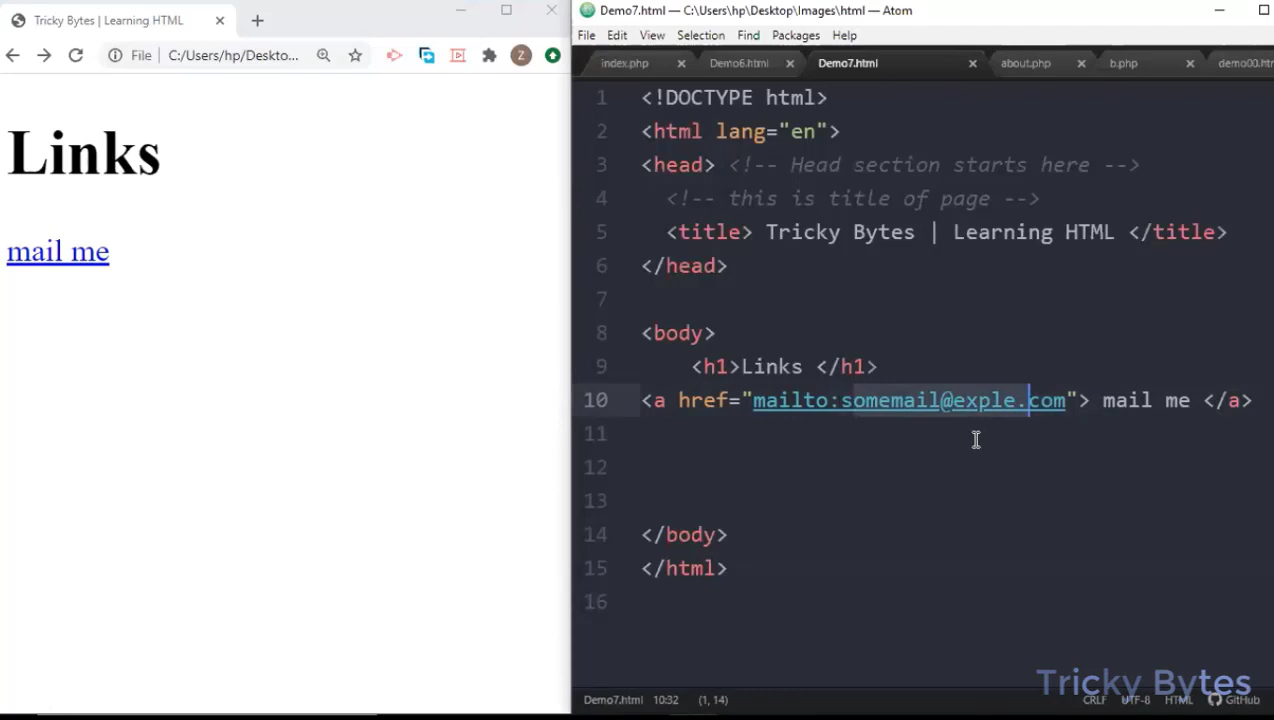 Tricky Bytes | Learning HTML
File C:/Users/hp/Deskto... Z
Links
mail me
Demo7.html — C:\Users\hp\Desktop\Images\html — Atom
File Edit View Selection Find Packages Help
index.php Demo6.html Demo7.html about.php b.php demo00.htm
1 <!DOCTYPE html>
2 <html lang="en">
3 <head> <!-- Head section starts here -->
4 <!-- this is title of page -->
5 <title> Tricky Bytes | Learning HTML </title>
6 </head>
7
8 <body>
9 <h1>Links </h1>
10 <a href="mailto:somemail@exple.com"> mail me </a>
11
12
13
14 </body>
15 </html>
16
Tricky Bytes
Demo7.html 10:32 (1, 14) CRLF UTF-8 HTML GitHub